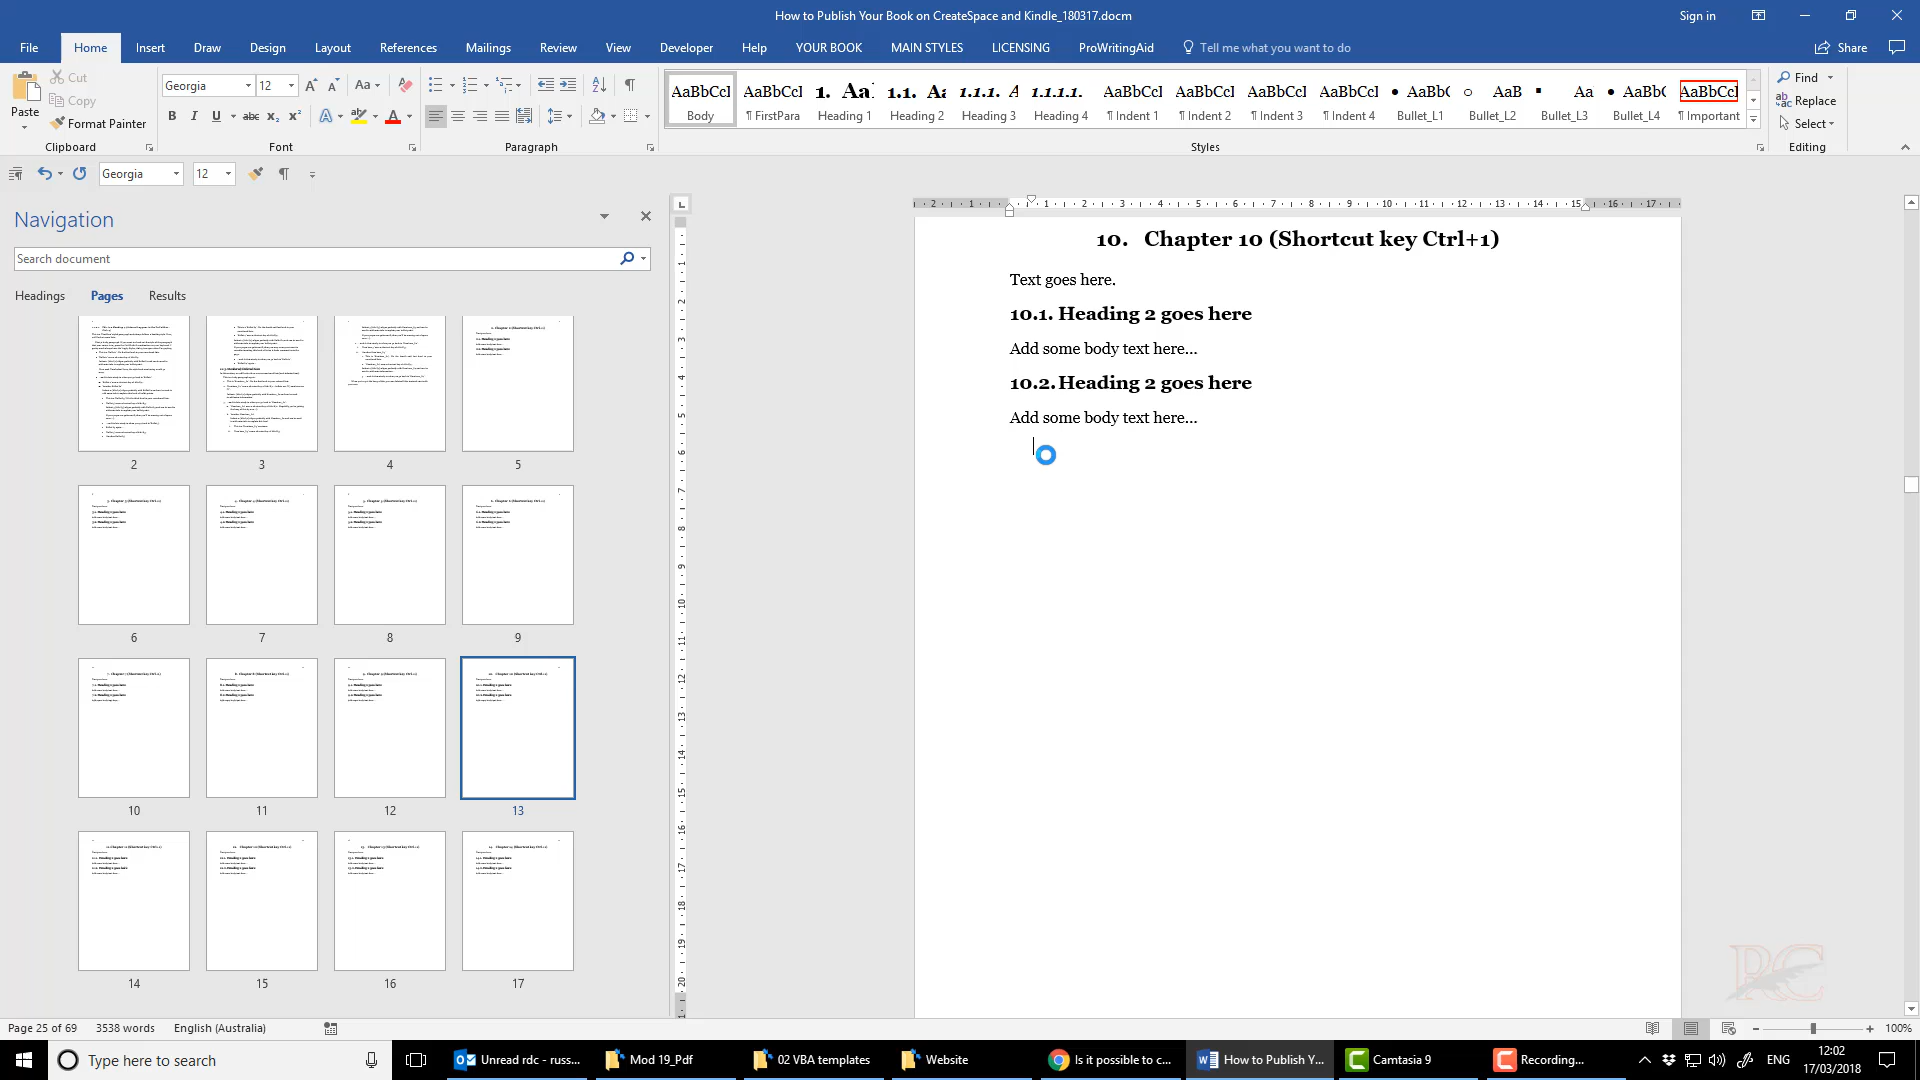 How to Publish Your Book on CreateSpace and Kindle_180317.docm
Sign in
File Home Insert Draw Design Layout References Mailings Review View Developer Help YOUR BOOK MAIN STYLES LICENSING ProWritingAid Tell me what you want to do Share
Paste
Cut
Copy
Format Painter
Clipboard
Georgia 12
Font
Paragraph
AaBbCcI AaBbCcI 1. Aa 1.1. Aa 1.1.1. A 1.1.1.1. AaBbCcI AaBbCcI AaBbCcI AaBbCcI • AaBb( ○ AaB ▪ Aa • AaBb( AaBbCcI
Body ¶ FirstPara Heading 1 Heading 2 Heading 3 Heading 4 ¶ Indent 1 ¶ Indent 2 ¶ Indent 3 ¶ Indent 4 Bullet_L1 Bullet_L2 Bullet_L3 Bullet_L4 ¶ Important
Styles
Find
Replace
Select
Editing
Georgia 12
Navigation
Search document
Headings Pages Results
2 3 4 5
6 7 8 9
10 11 12 13
14 15 16 17
10. Chapter 10 (Shortcut key Ctrl+1)
Text goes here.
10.1. Heading 2 goes here
Add some body text here...
10.2. Heading 2 goes here
Add some body text here...
RC
Page 25 of 69 3538 words English (Australia)
100%
Type here to search
Unread rdc - russ...
Mod 19_Pdf
02 VBA templates
Website
Is it possible to c...
How to Publish Y...
Camtasia 9
Recording...
ENG
12:02
17/03/2018